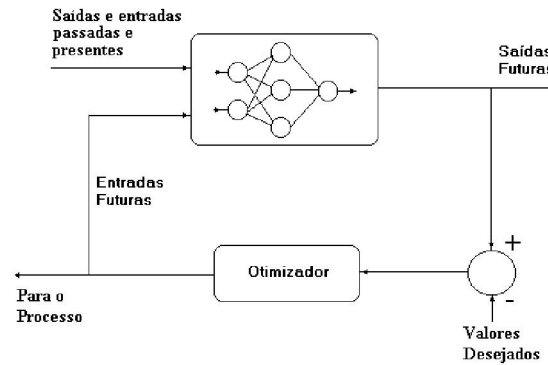 Saídas e entradas
passadas e
presentes
Saídas
Futuras
Entradas
Futuras
+
Otimizador
-
Para o
Processo
Valores
Desejados